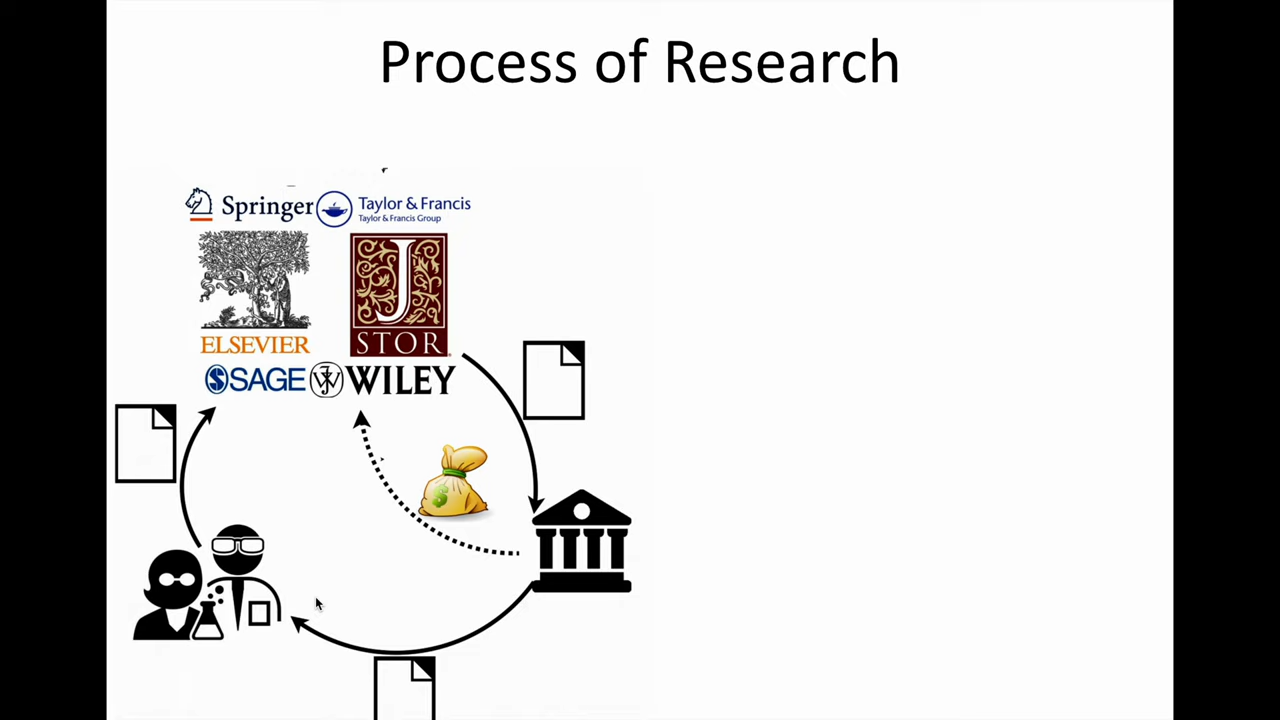 Process of Research
Springer
Taylor & Francis
Taylor & Francis Group
ELSEVIER
J
STOR
SAGE
WILEY
$